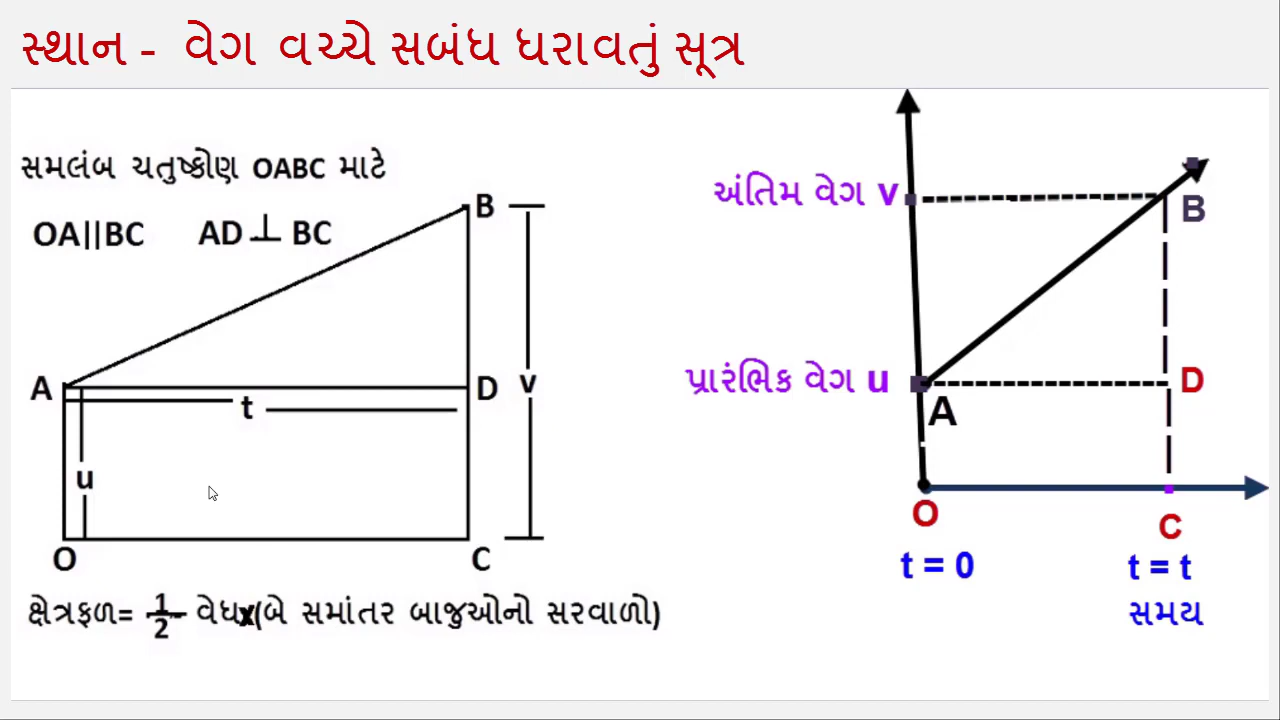 સ્થાન - વેગ વચ્ચે સબંધ ધરાવતું સૂત્ર
સમલંબ ચતુષ્કોણ OABC માટે
OA||BC AD⊥BC
B
A
D
t
v
u
O
C
ક્ષેત્રફળ= 1/2 વેધx(બે સમાંતર બાજુઓનો સરવાળો)
અંતિમ વેગ v
B
પ્રારંભિક વેગ u
D
A
O
C
t = 0
t = t
સમય